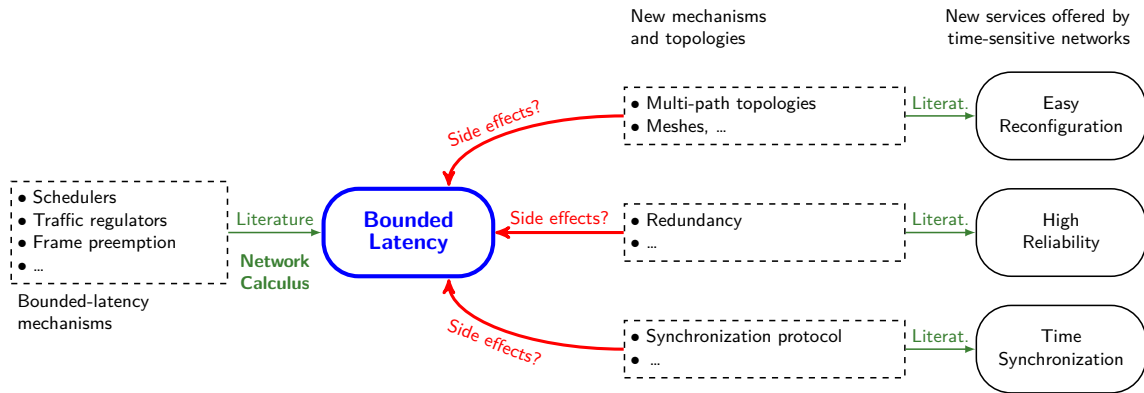 New mechanisms
and topologies
New services offered by
time-sensitive networks
• Schedulers
• Traffic regulators
• Frame preemption
• ...
Bounded-latency
mechanisms
Literature
Network
Calculus
Bounded
Latency
Side effects?
• Multi-path topologies
• Meshes, ...
Literat.
Easy
Reconfiguration
Side effects?
• Redundancy
• ...
Literat.
High
Reliability
Side effects?
• Synchronization protocol
• ...
Literat.
Time
Synchronization